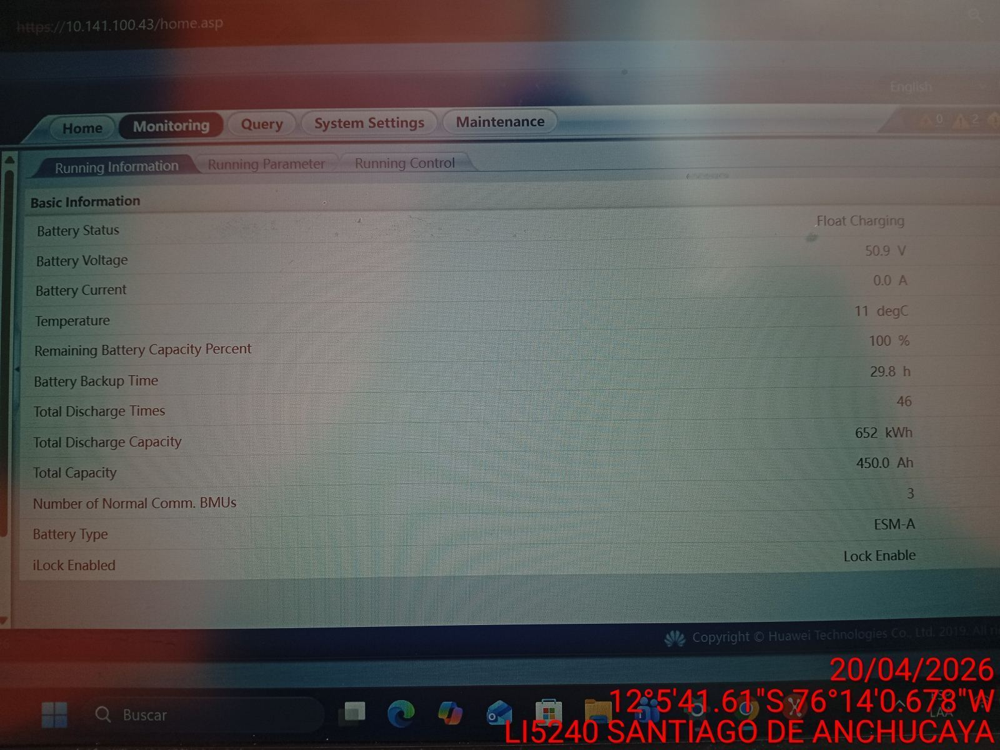 https://10.141.100.43/home.asp
English
Home Monitoring Query System Settings Maintenance
0 2
Running Information Running Parameter Running Control
Basic Information
Battery Status Float Charging
Battery Voltage 50.9 V
Battery Current 0.0 A
Temperature 11 degC
Remaining Battery Capacity Percent 100 %
Battery Backup Time 29.8 h
Total Discharge Times 46
Total Discharge Capacity 652 kWh
Total Capacity 450.0 Ah
Number of Normal Comm. BMUs 3
Battery Type ESM-A
iLock Enabled Lock Enable
Copyright © Huawei Technologies Co., Ltd. 2019. All
20/04/2026
12°5'41.61"S 76°14'0.678"W
LI5240 SANTIAGO DE ANCHUCAYA
Buscar
ESP
LAA